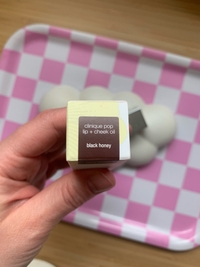 clinique pop
lip + cheek oil
black honey